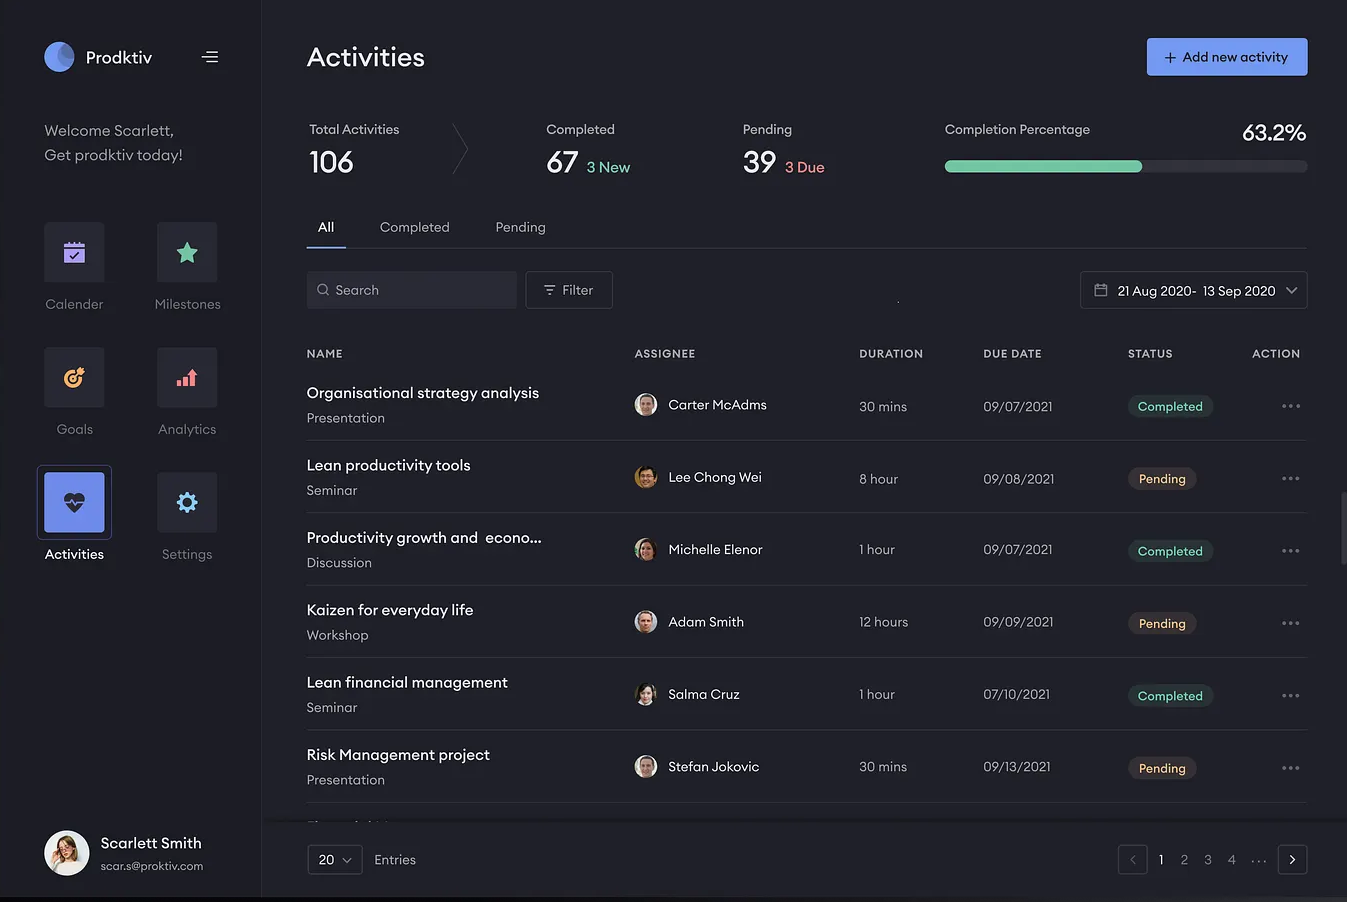 Prodktiv
Welcome Scarlett,
Get prodktiv today!
Calender
Milestones
Goals
Analytics
Activities
Settings
Scarlett Smith
scar.s@proktiv.com
Activities
+ Add new activity
Total Activities
106
Completed
67 3 New
Pending
39 3 Due
Completion Percentage
63.2%
All
Completed
Pending
Search
Filter
21 Aug 2020- 13 Sep 2020
NAME ASSIGNEE DURATION DUE DATE STATUS ACTION
Organisational strategy analysis
Presentation
Carter McAdms
30 mins
09/07/2021
Completed
Lean productivity tools
Seminar
Lee Chong Wei
8 hour
09/08/2021
Pending
Productivity growth and econo...
Discussion
Michelle Elenor
1 hour
09/07/2021
Completed
Kaizen for everyday life
Workshop
Adam Smith
12 hours
09/09/2021
Pending
Lean financial management
Seminar
Salma Cruz
1 hour
07/10/2021
Completed
Risk Management project
Presentation
Stefan Jokovic
30 mins
09/13/2021
Pending
20 Entries
1 2 3 4 ...